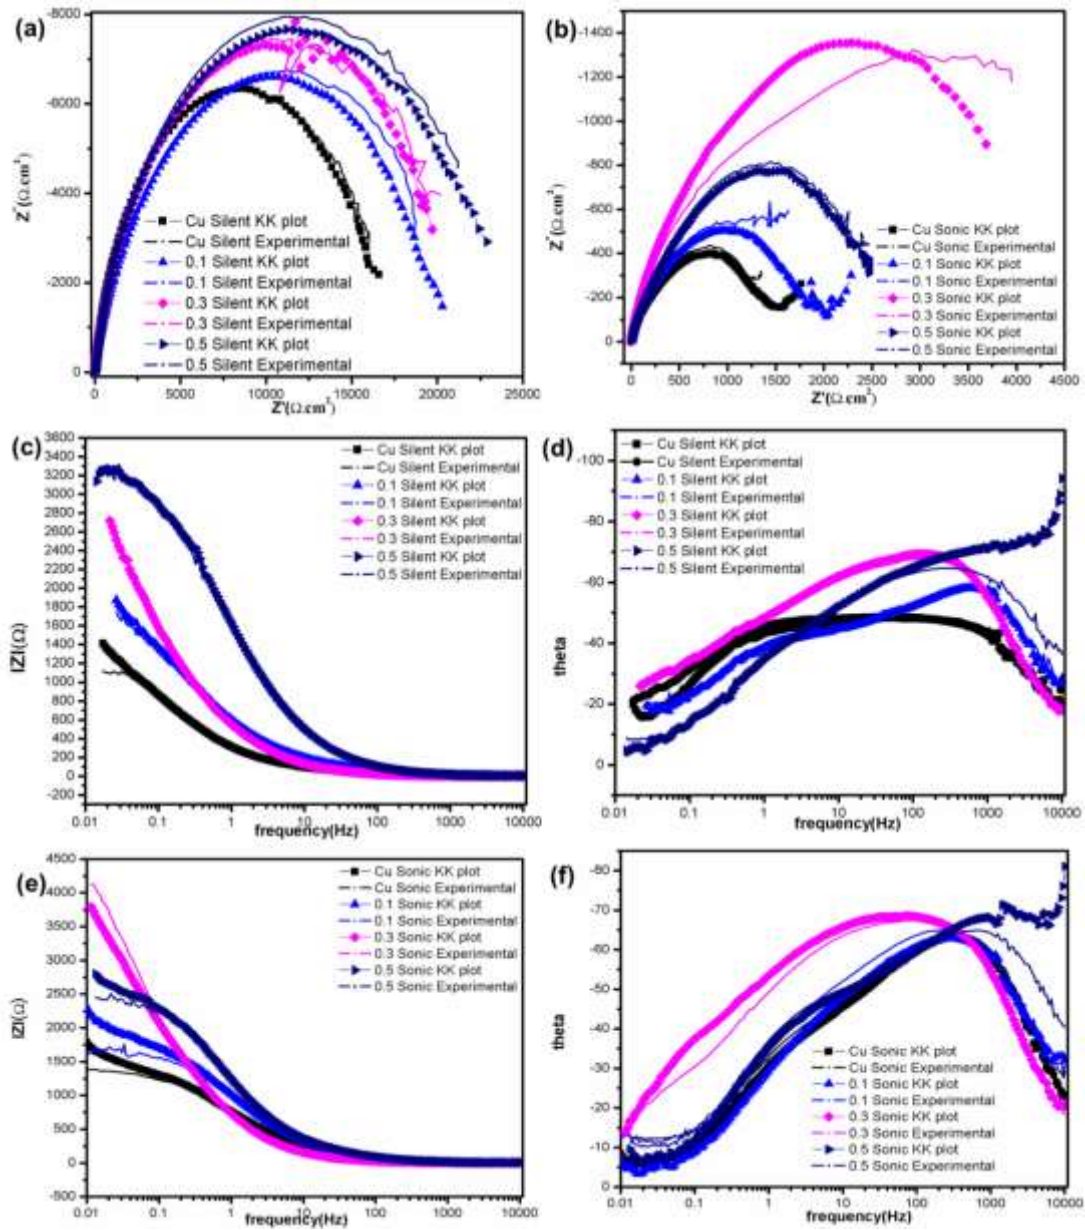 (a)
-8000
-6000
-4000
-2000
0
Z"(Ω.cm²)
Cu Silent KK plot
Cu Silent Experimental
0.1 Silent KK plot
0.1 Silent Experimental
0.3 Silent KK plot
0.3 Silent Experimental
0.5 Silent KK plot
0.5 Silent Experimental
0 5000 10000 15000 20000 25000
Z'(Ω.cm²)
(b)
-1400
-1200
-1000
-800
-600
-400
-200
0
Z"(Ω.cm²)
Cu Sonic KK plot
Cu Sonic Experimental
0.1 Sonic KK plot
0.1 Sonic Experimental
0.3 Sonic KK plot
0.3 Sonic Experimental
0.5 Sonic KK plot
0.5 Sonic Experimental
0 500 1000 1500 2000 2500 3000 3500 4000 4500
Z'(Ω.cm²)
(c)
3600
3400
3200
3000
2800
2600
2400
2200
2000
1800
1600
1400
1200
1000
800
600
400
200
0
-200
|Z|(Ω)
Cu Silent KK plot
Cu Silent Experimental
0.1 Silent KK plot
0.1 Silent Experimental
0.3 Silent KK plot
0.3 Silent Experimental
0.5 Silent KK plot
0.5 Silent Experimental
0.01 0.1 1 10 100 1000 10000
frequency(Hz)
(d)
-100
-80
-60
-40
-20
0
theta
Cu Silent KK plot
Cu Silent Experimental
0.1 Silent KK plot
0.1 Silent Experimental
0.3 Silent KK plot
0.3 Silent Experimental
0.5 Silent KK plot
0.5 Silent Experimental
0.01 0.1 1 10 100 1000 10000
frequency(Hz)
(e)
4500
4000
3500
3000
2500
2000
1500
1000
500
0
-500
|Z|(Ω)
Cu Sonic KK plot
Cu Sonic Experimental
0.1 Sonic KK plot
0.1 Sonic Experimental
0.3 Sonic KK plot
0.3 Sonic Experimental
0.5 Sonic KK plot
0.5 Sonic Experimental
0.01 0.1 1 10 100 1000 10000
frequency(Hz)
(f)
-80
-70
-60
-50
-40
-30
-20
-10
0
theta
Cu Sonic KK plot
Cu Sonic Experimental
0.1 Sonic KK plot
0.1 Sonic Experimental
0.3 Sonic KK plot
0.3 Sonic Experimental
0.5 Sonic KK plot
0.5 Sonic Experimental
0.01 0.1 1 10 100 1000 10000
frequency(Hz)